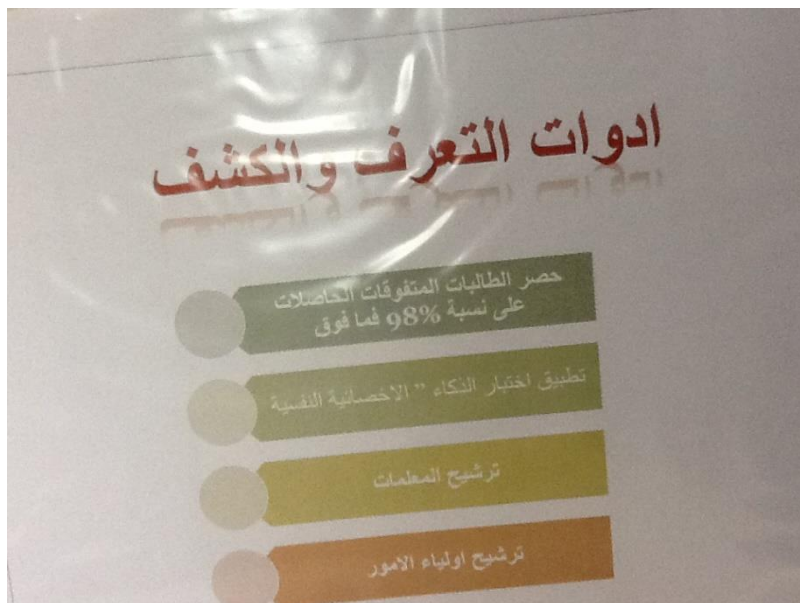 ادوات التعرف والكشف
حصر الطالبات المتفوقات الحاصلات
على نسبة 98% فما فوق
تطبيق اختبار الذكاء " الاخصائية النفسية
ترشيح المعلمات
ترشيح اولياء الامور